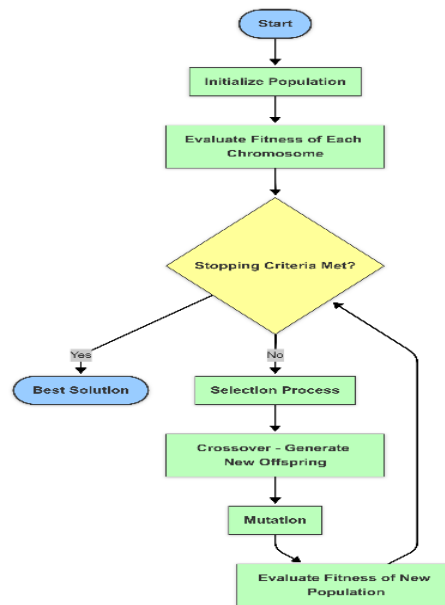 Start
Initialize Population
Evaluate Fitness of Each
Chromosome
Stopping Criteria Met?
Yes
No
Best Solution
Selection Process
Crossover - Generate
New Offspring
Mutation
Evaluate Fitness of New
Population